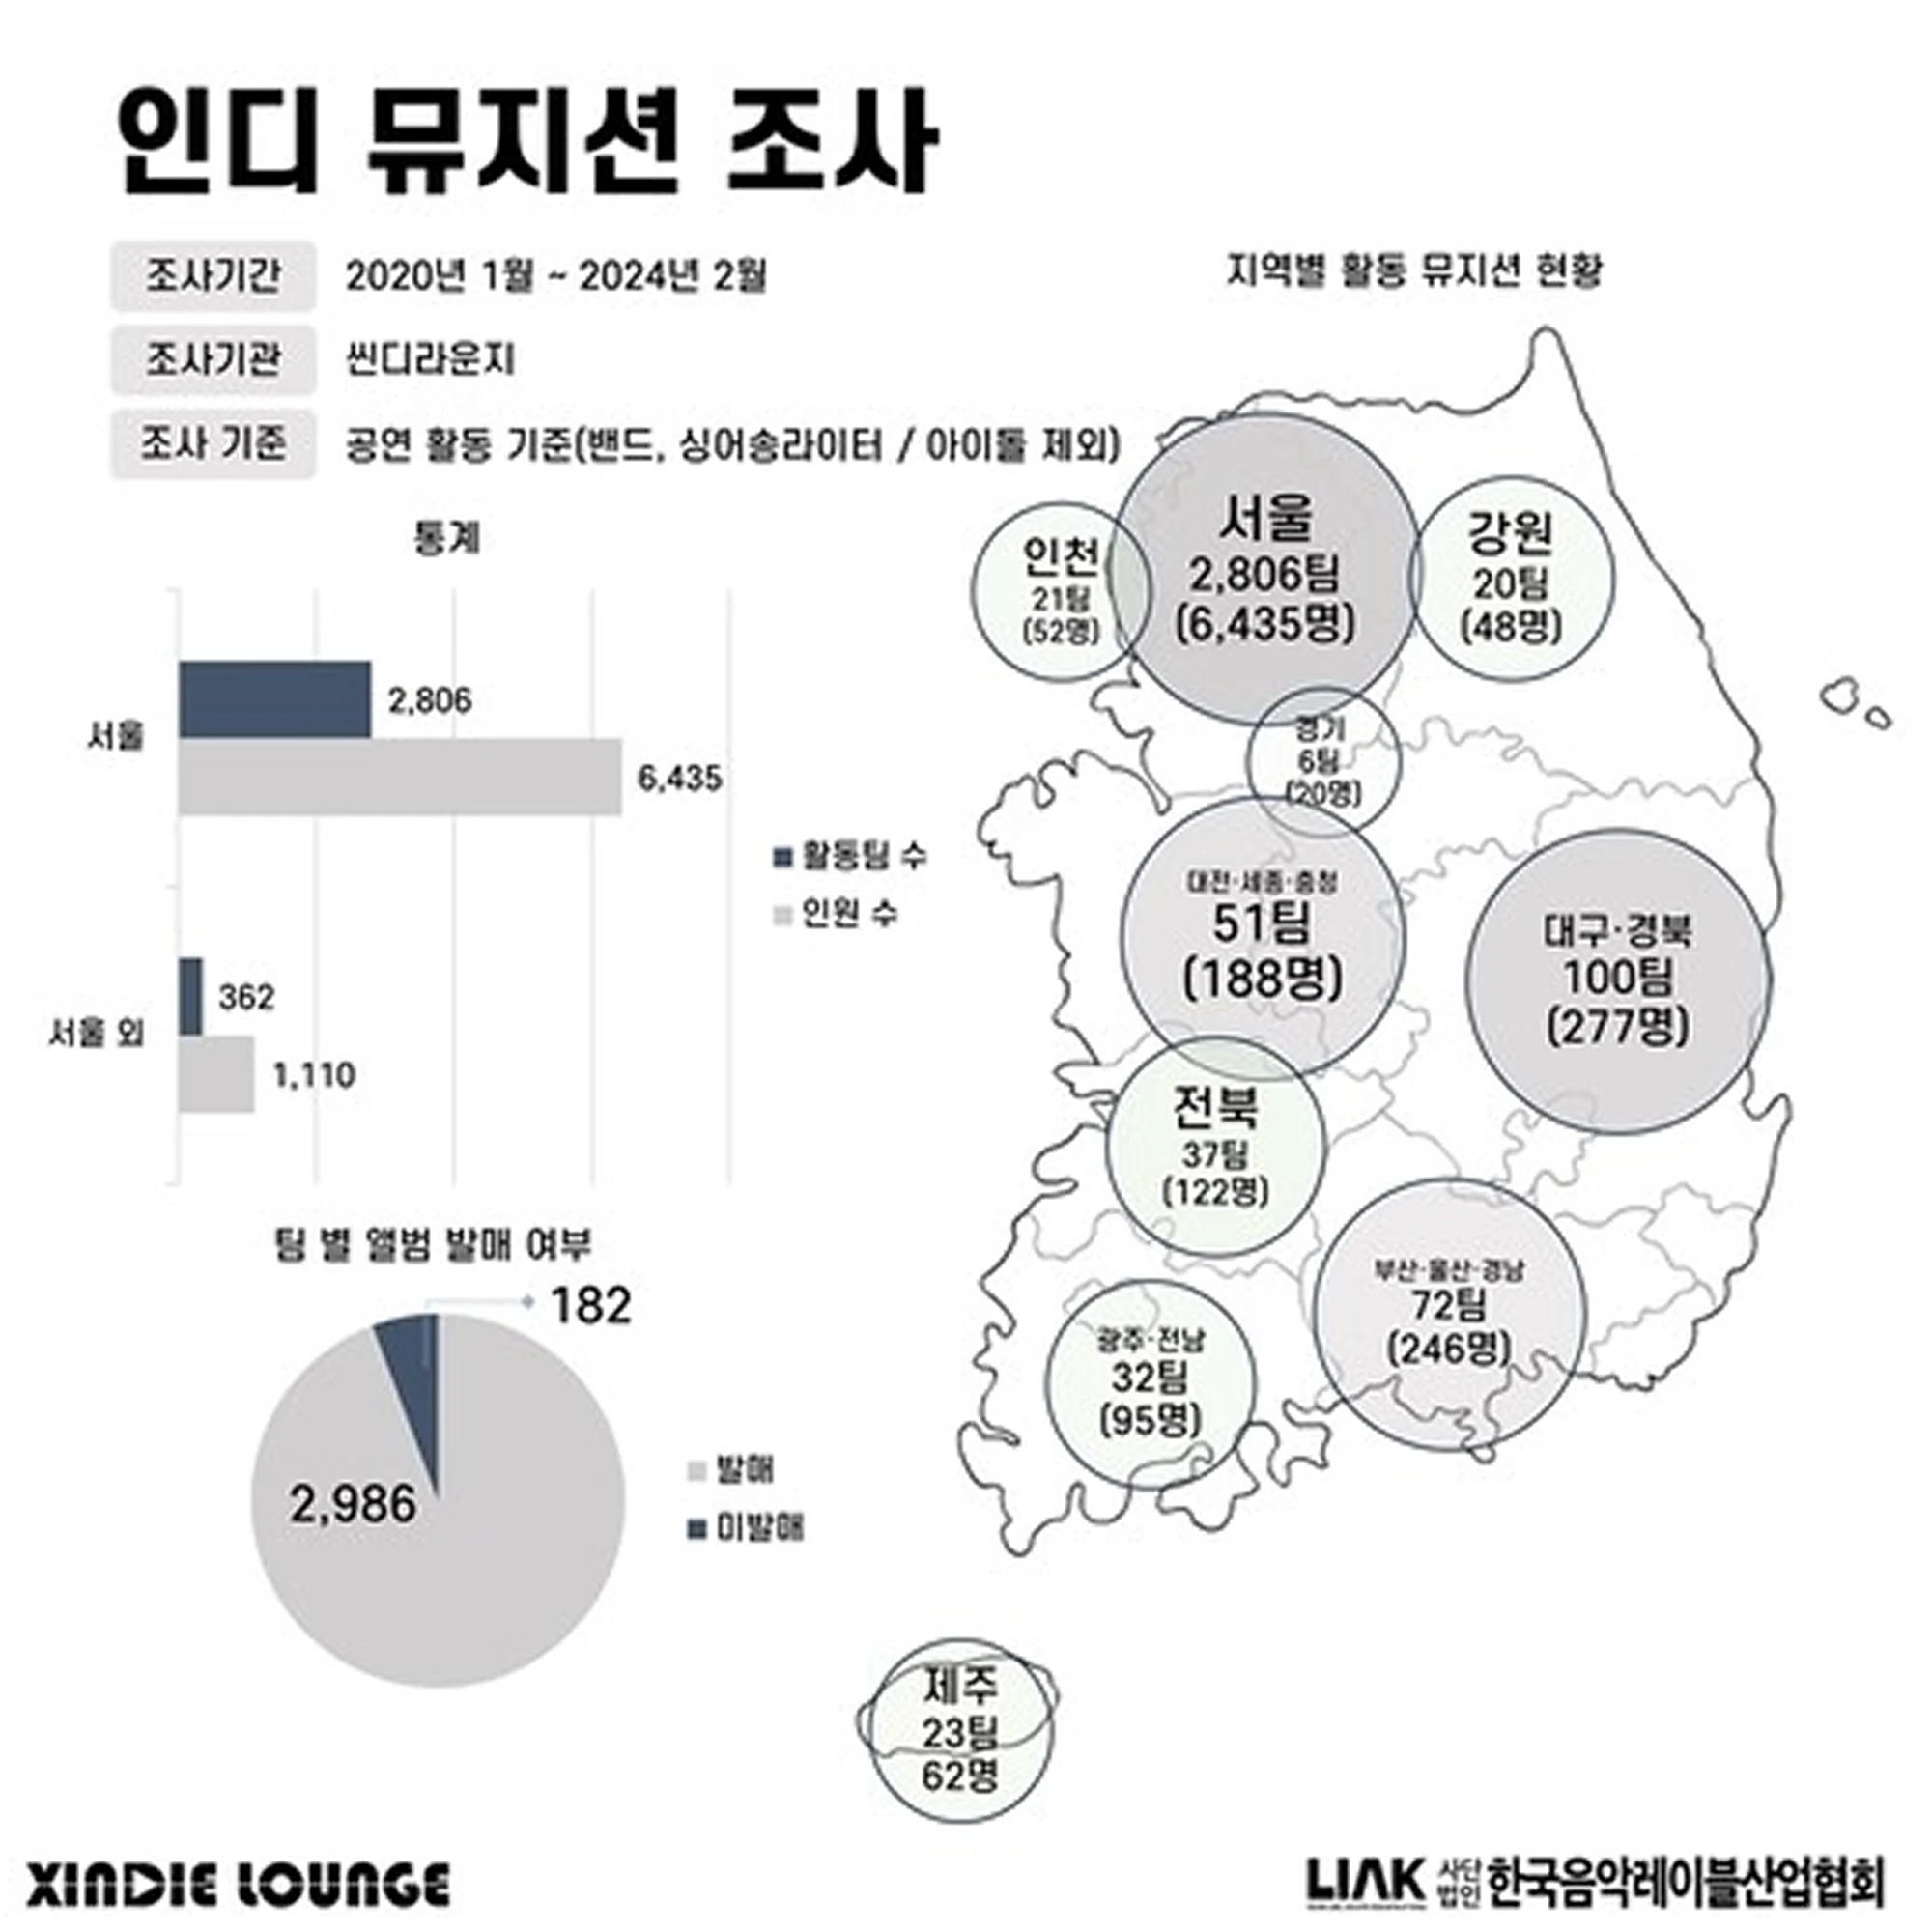 인디 뮤지션 조사
조사기간 2020년 1월 ~ 2024년 2월
조사기관 씬디라운지
조사 기준 공연 활동 기준(밴드, 싱어송라이터 / 아이돌 제외)
통계
서울
2,806
6,435
서울 외
362
1,110
활동팀 수
인원 수
팀 별 앨범 발매 여부
182
2,986
발매
미발매
지역별 활동 뮤지션 현황
서울
2,806팀
(6,435명)
인천
21팀
(52명)
강원
20팀
(48명)
경기
6팀
(20명)
대전·세종·충청
51팀
(188명)
대구·경북
100팀
(277명)
전북
37팀
(122명)
부산·울산·경남
72팀
(246명)
광주·전남
32팀
(95명)
제주
23팀
62명
XINDIE LOUNGE
LIAK 사단법인 한국음악레이블산업협회